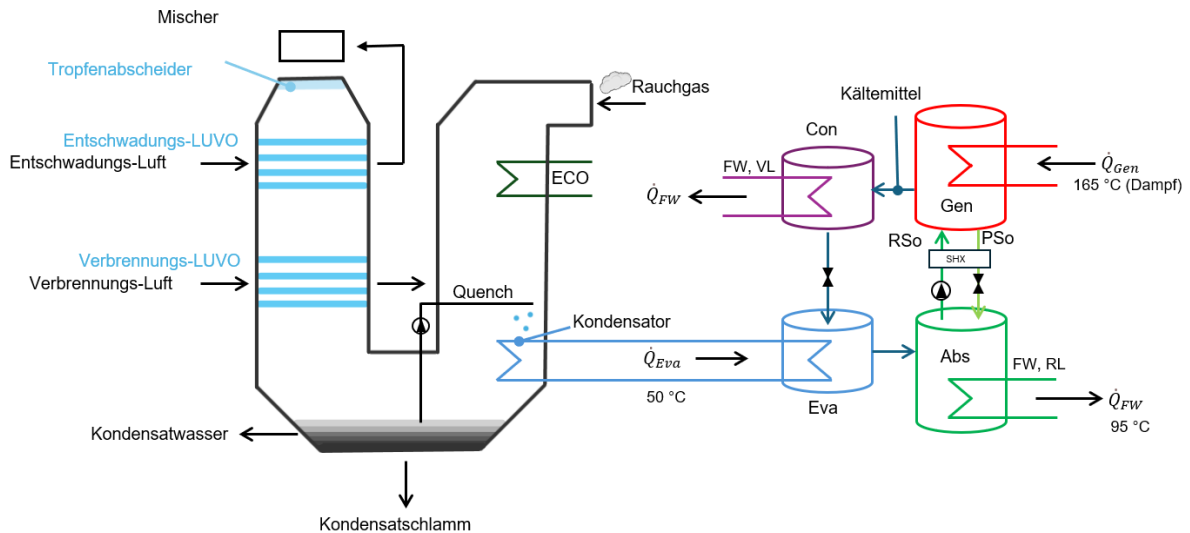 Mischer
Tropfenabscheider
Entschwadungs-LUVO
Entschwadungs-Luft
Verbrennungs-LUVO
Verbrennungs-Luft
Kondensatwasser
Kondensatschlamm
Rauchgas
ECO
Quench
Kondensator
Q̇Eva
50 °C
Kältemittel
Con
FW, VL
Q̇FW
Gen
Q̇Gen
165 °C (Dampf)
RSo
PSo
SHX
Eva
Abs
FW, RL
Q̇FW
95 °C